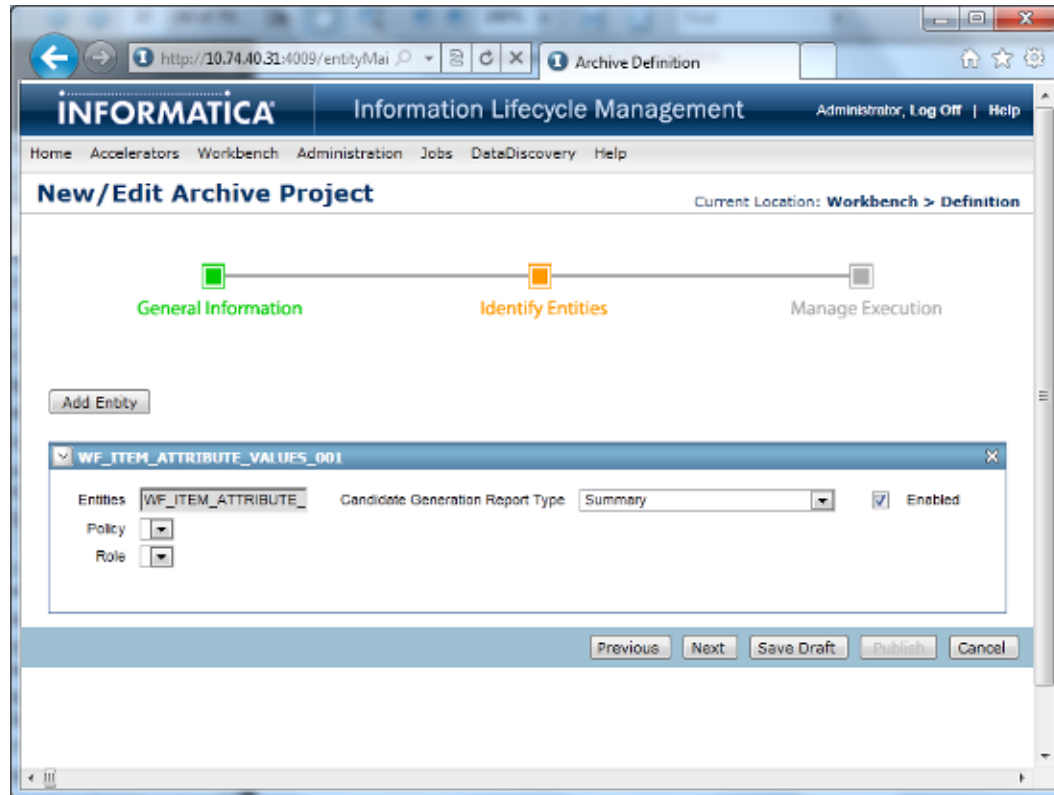 http://10.74.40.31:4009/entityMai
Archive Definition
INFORMATICA
Information Lifecycle Management
Administrator, Log Off | Help
Home Accelerators Workbench Administration Jobs DataDiscovery Help
New/Edit Archive Project
Current Location: Workbench > Definition
General Information
Identify Entities
Manage Execution
Add Entity
WF_ITEM_ATTRIBUTE_VALUES_001
Entities WF_ITEM_ATTRIBUTE_ Candidate Generation Report Type Summary Enabled
Policy
Role
Previous Next Save Draft Publish Cancel